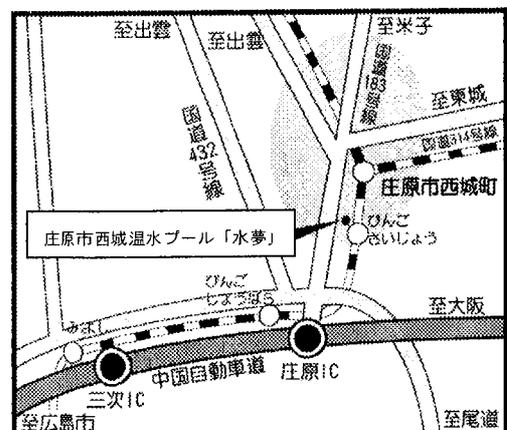 至出雲
至出雲
至米子
国道183号線
至東城
国道432号線
国道314号線
庄原市西城町
庄原市西城温水プール「水夢」
びんご
さいじょう
びんご
しょうばら
みよし
至大阪
中国自動車道
庄原IC
三次IC
至広島市
至尾道